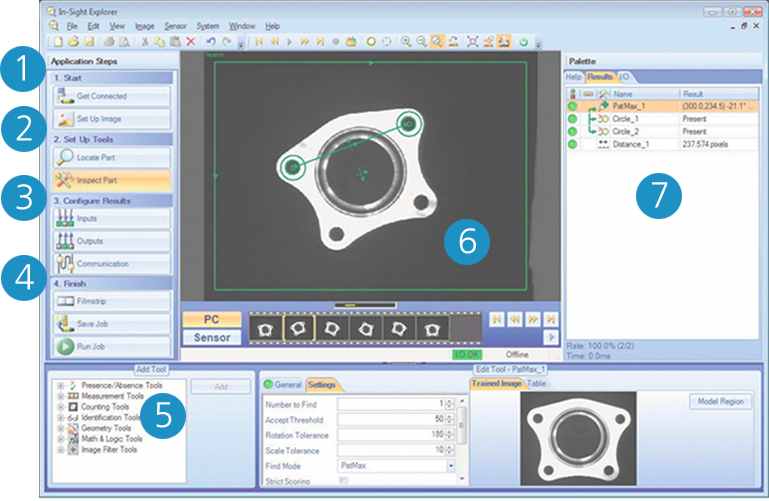 In-Sight Explorer
File Edit View Image Sensor System Window Help
Application Steps
1
1. Start
Get Connected
Set Up Image
2
2. Set Up Tools
Locate Part
Inspect Part
3
3. Configure Results
Inputs
Outputs
Communication
4
4. Finish
Filmstrip
Save Job
Run Job
6
PC
Sensor
I/O OK Offline
Palette
Help Results I/O
Name Result
PatMax_1 (300.0,234.5) -21.1° ...
Circle_1 Present
Circle_2 Present
Distance_1 237.574 pixels
7
Rate: 100.0% (2/2)
Time: 0.0ms
Add Tool
Presence/Absence Tools
Measurement Tools
Counting Tools
Identification Tools
Geometry Tools
Math & Logic Tools
Image Filter Tools
5
Add
Edit Tool - PatMax_1
General Settings
Number to Find 1
Accept Threshold 50
Rotation Tolerance 180
Scale Tolerance 10
Find Mode PatMax
Strict Scoring
Trained Image Table
Model Region